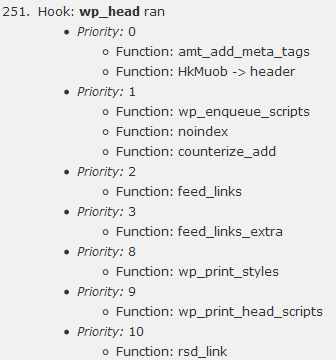 251. Hook: wp_head ran
Priority: 0
Function: amt_add_meta_tags
Function: HkMuob -> header
Priority: 1
Function: wp_enqueue_scripts
Function: noindex
Function: counterize_add
Priority: 2
Function: feed_links
Priority: 3
Function: feed_links_extra
Priority: 8
Function: wp_print_styles
Priority: 9
Function: wp_print_head_scripts
Priority: 10
Function: rsd_link